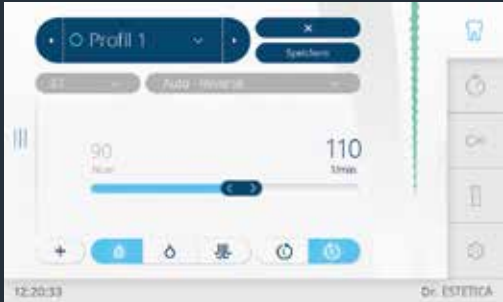 Profil 1
Speichern
Auto - Reverse
90
110
Ncm
1/min
12:20:33
Dr. ESTETICA